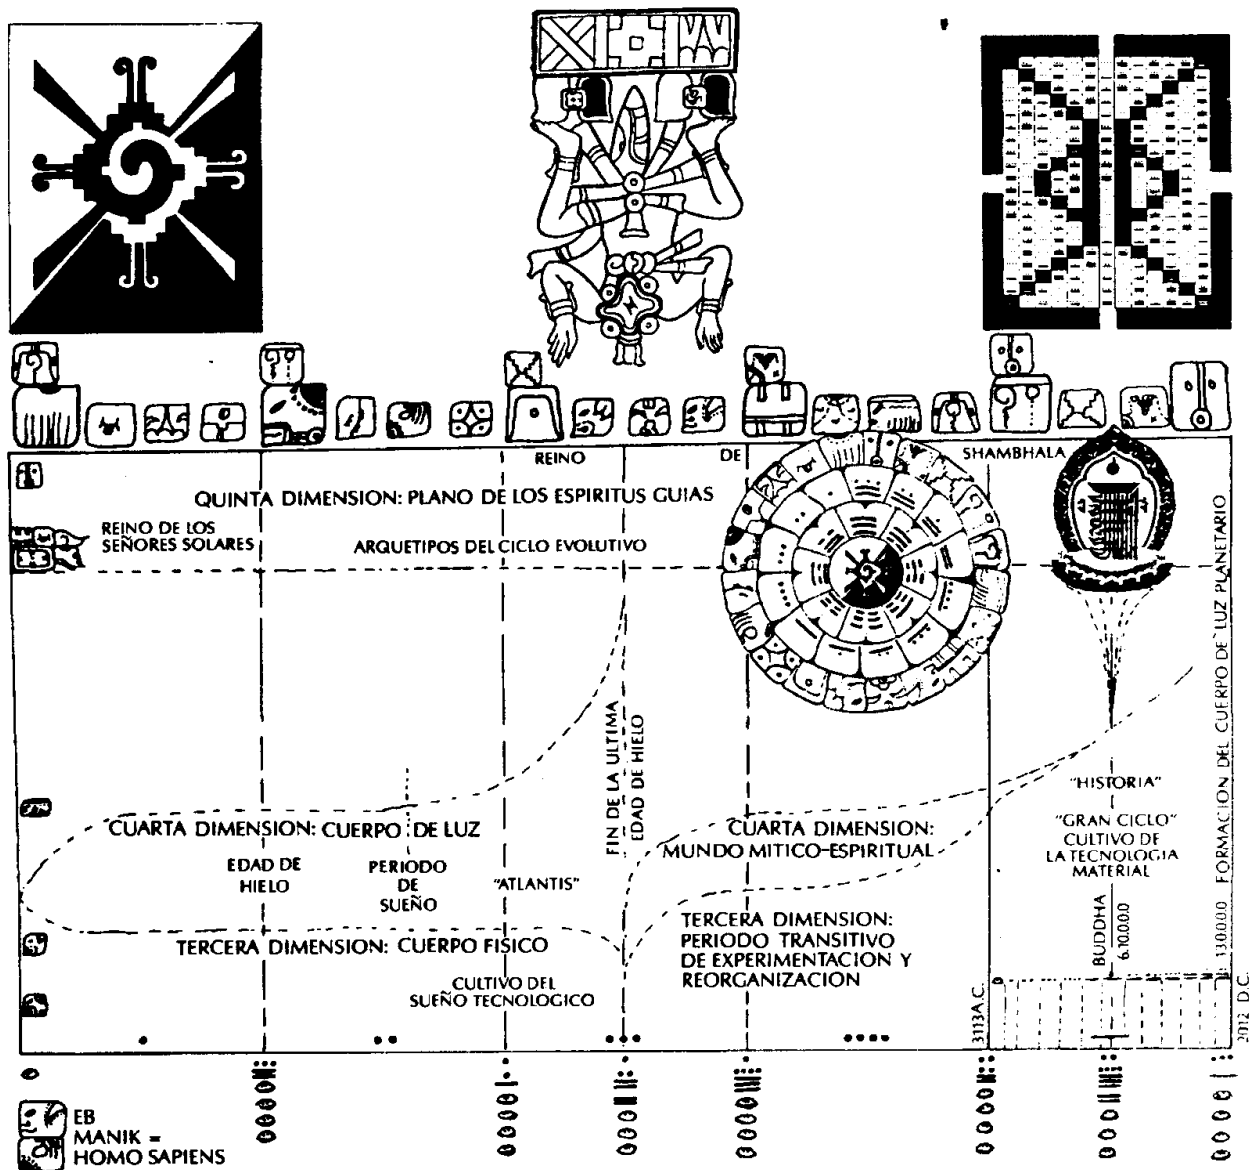 REINO DE SHAMBHALA
QUINTA DIMENSION: PLANO DE LOS ESPIRITUS GUIAS
REINO DE LOS
SEÑORES SOLARES
ARQUETIPOS DEL CICLO EVOLUTIVO
FIN DE LA ULTIMA
EDAD DE HIELO
CUARTA DIMENSION: CUERPO DE LUZ
EDAD DE
HIELO
PERIODO
DE
SUEÑO
"ATLANTIS"
TERCERA DIMENSION: CUERPO FISICO
CULTIVO DEL
SUEÑO TECNOLOGICO
CUARTA DIMENSION:
MUNDO MITICO-ESPIRITUAL
TERCERA DIMENSION:
PERIODO TRANSITIVO
DE EXPERIMENTACION Y
REORGANIZACION
"HISTORIA"
"GRAN CICLO"
CULTIVO DE
LA TECNOLOGIA
MATERIAL
BUDDHA
6.10.0.0.0
3113 A.C.
13.0.0.0.0 FORMACION DEL CUERPO DE LUZ PLANETARIO
2012 D.C.
EB
MANIK =
HOMO SAPIENS